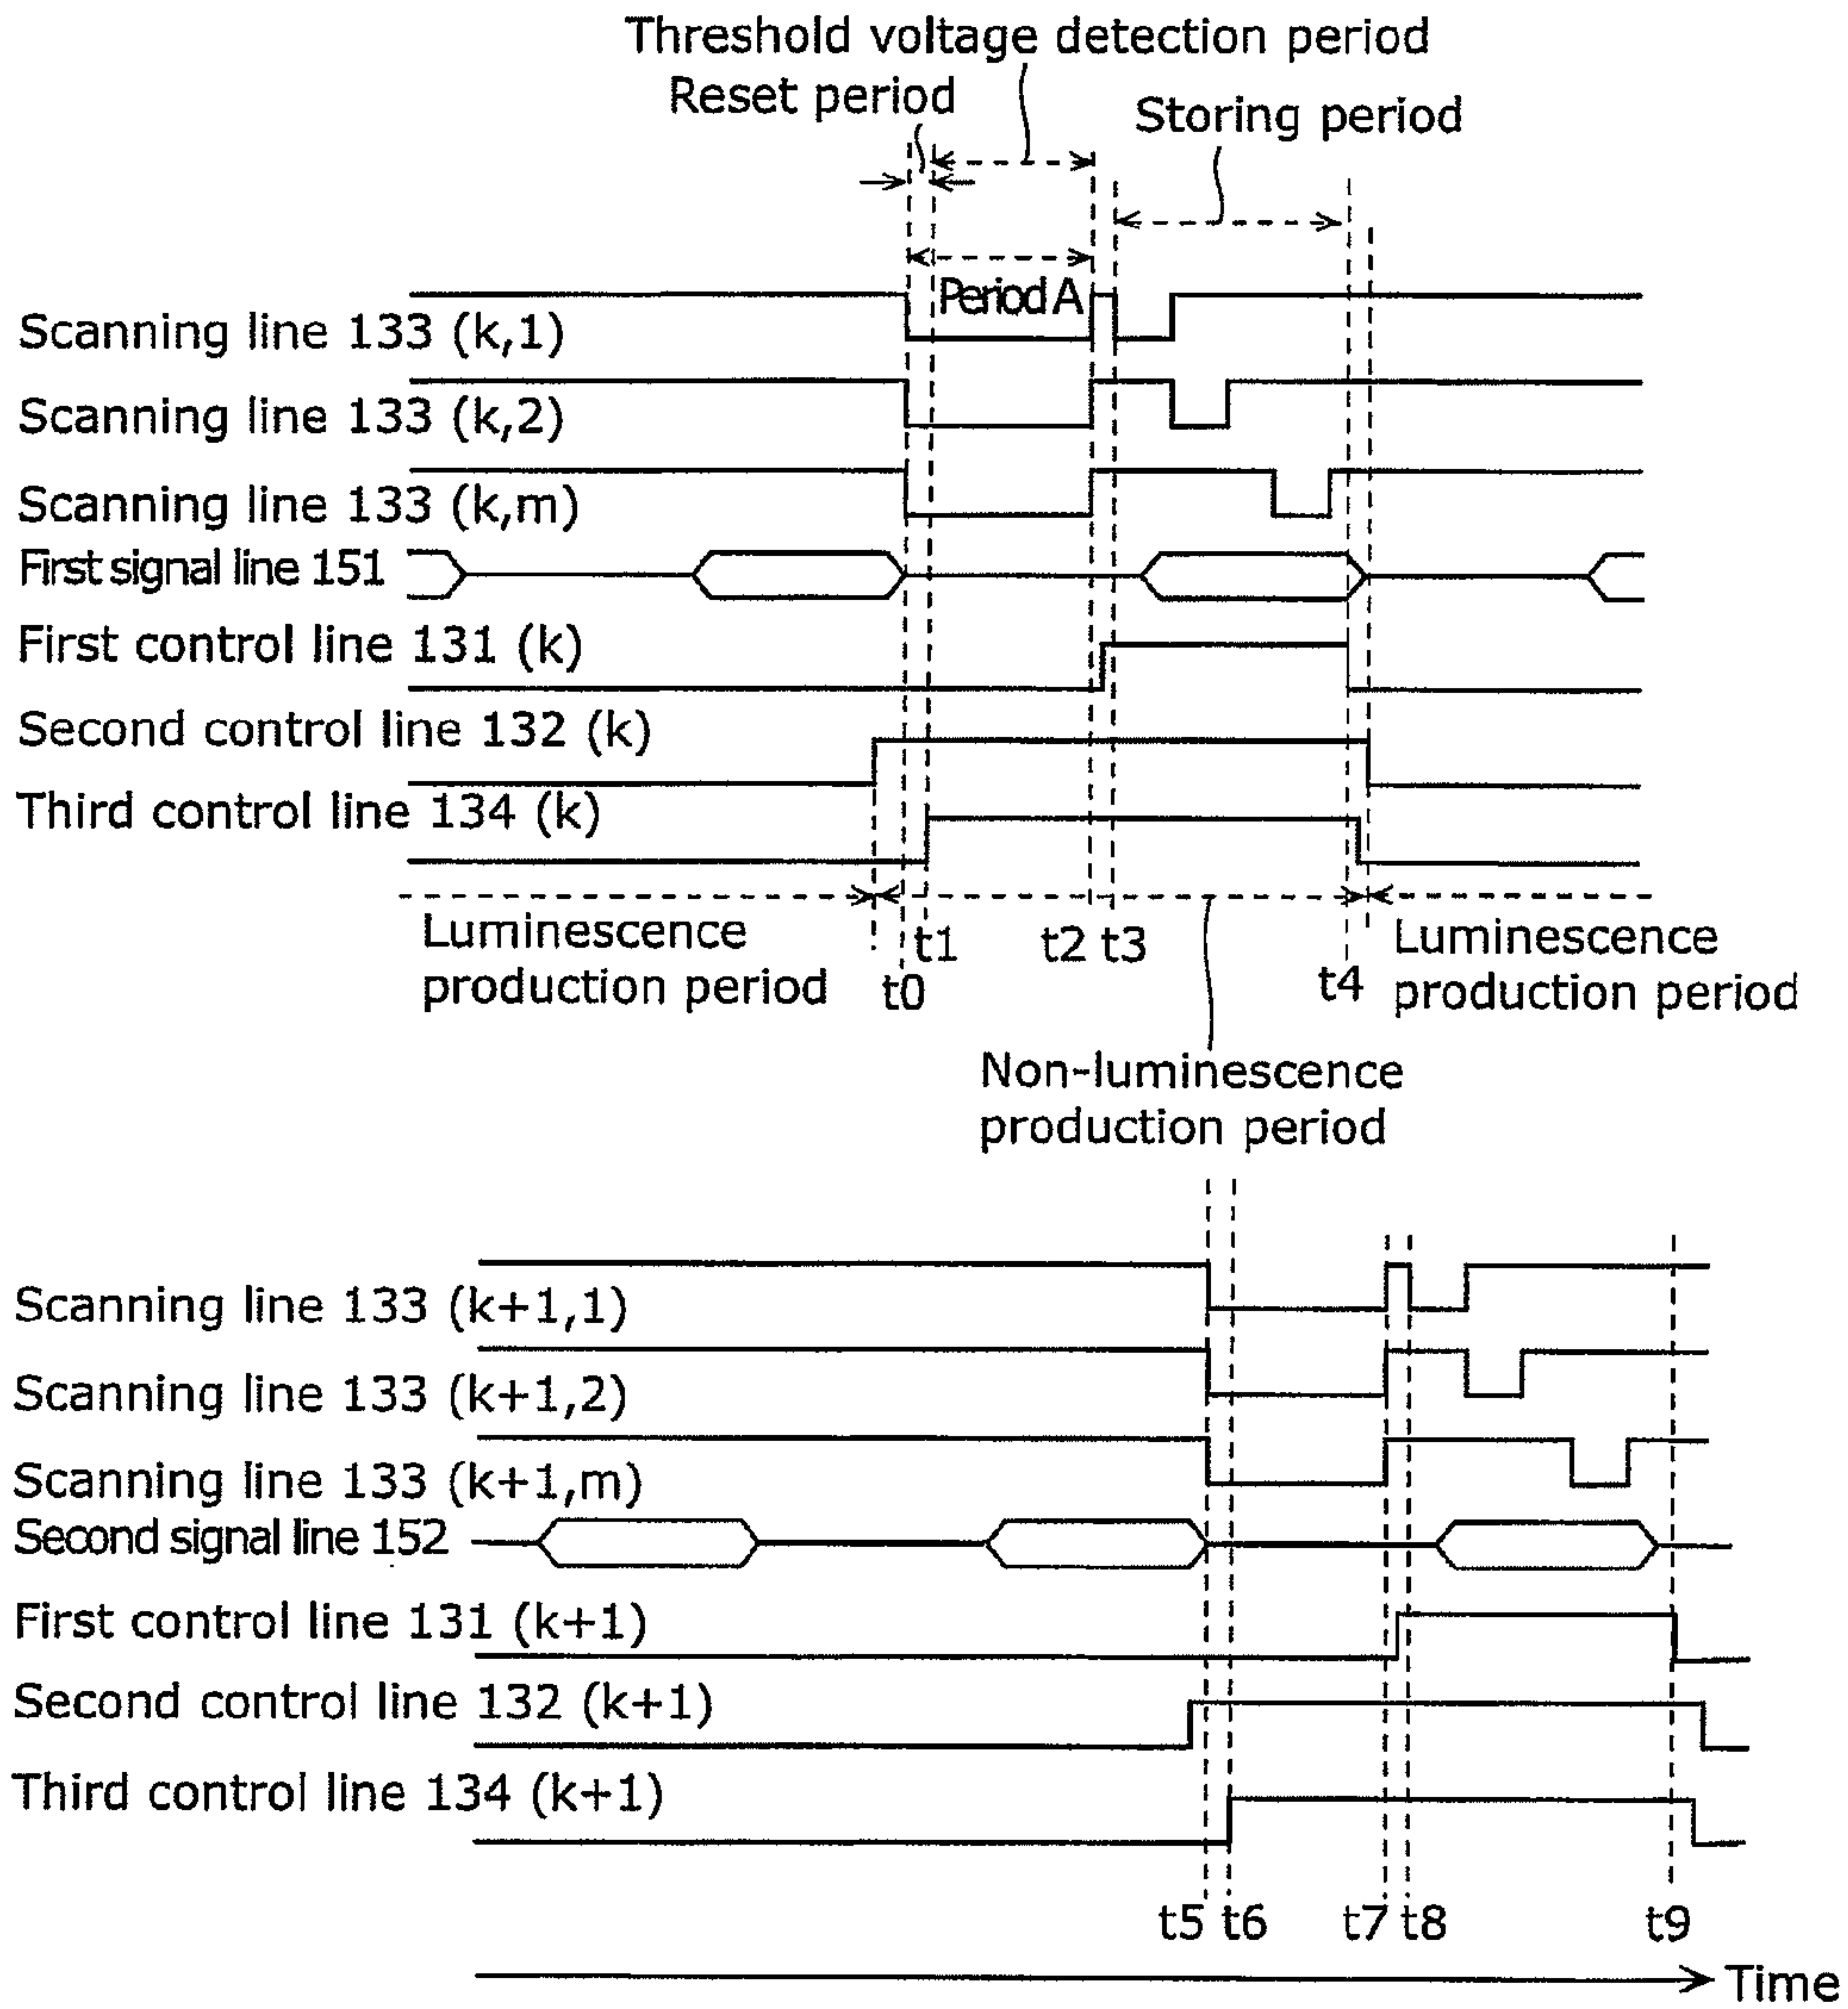 Threshold voltage detection period
Reset period
Storing period
Period A
Scanning line 133 (k,1)
Scanning line 133 (k,2)
Scanning line 133 (k,m)
First signal line 151
First control line 131 (k)
Second control line 132 (k)
Third control line 134 (k)
Luminescence
production period
t0
t1
t2
t3
t4
Luminescence
production period
Non-luminescence
production period
Scanning line 133 (k+1,1)
Scanning line 133 (k+1,2)
Scanning line 133 (k+1,m)
Second signal line 152
First control line 131 (k+1)
Second control line 132 (k+1)
Third control line 134 (k+1)
t5
t6
t7
t8
t9
Time